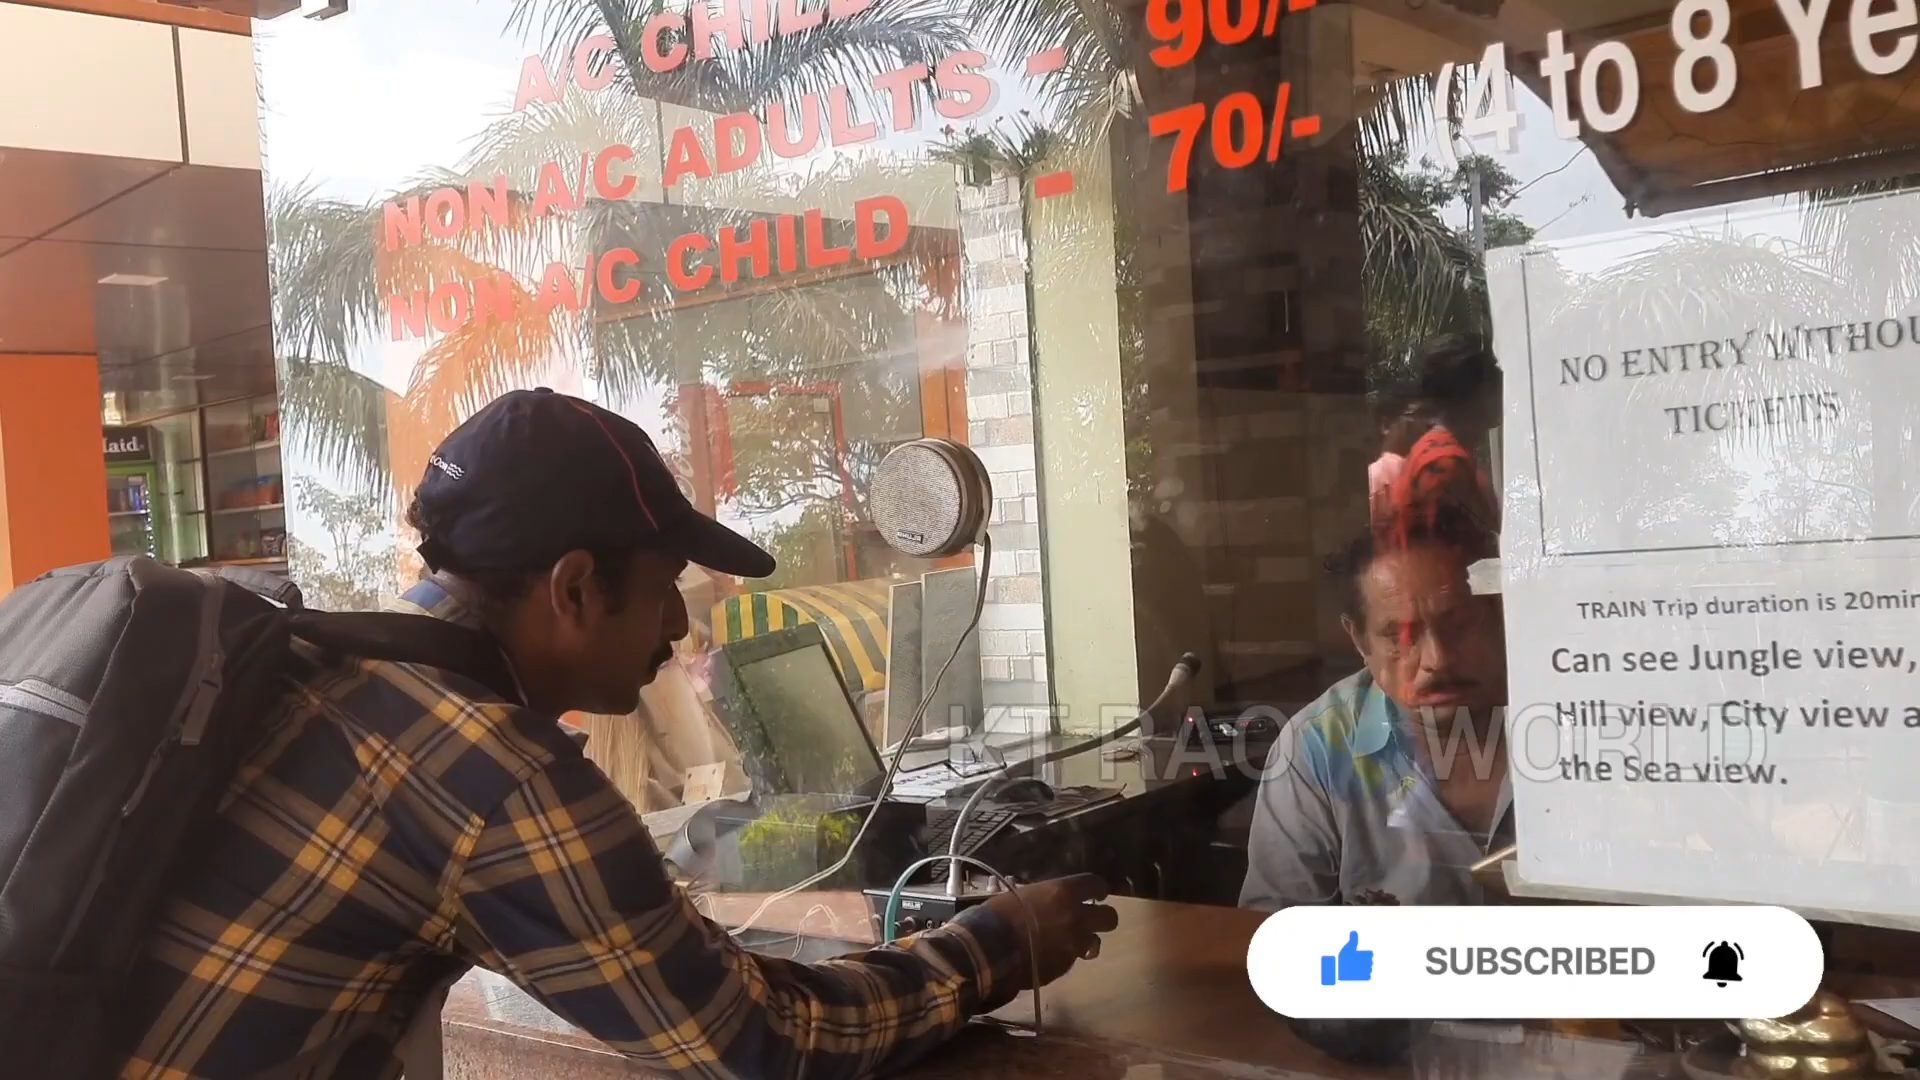 A/C CHILD
90/-
NON A/C ADULTS -
70/-
NON A/C CHILD -
(4 to 8 Ye
NO ENTRY WITHOU
TICKETS
TRAIN Trip duration is 20min
Can see Jungle view,
Hill view, City view a
the Sea view.
KT RAO WORLD
SUBSCRIBED
laid